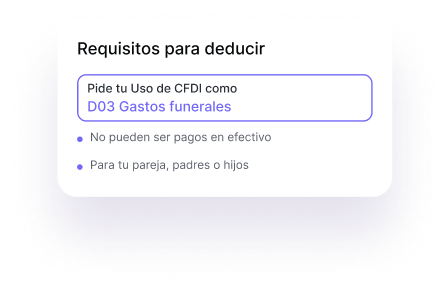 Requisitos para deducir
Pide tu Uso de CFDI como
D03 Gastos funerales
No pueden ser pagos en efectivo
Para tu pareja, padres o hijos